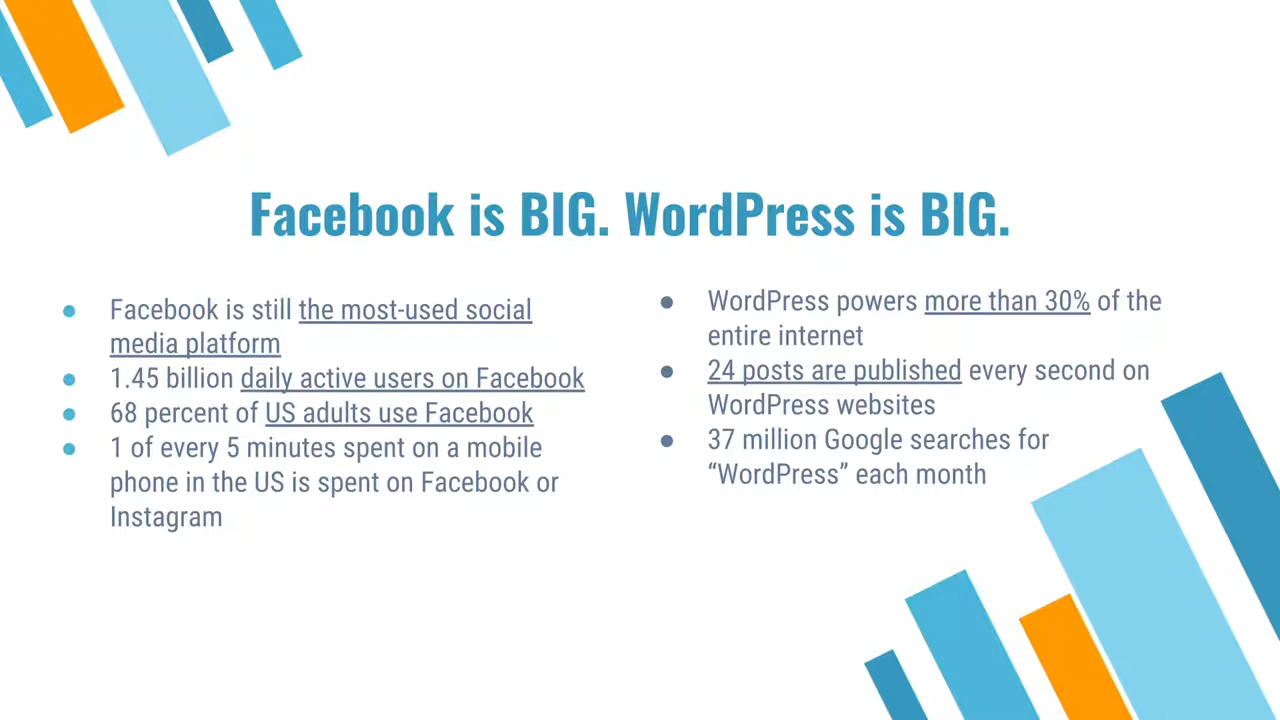 Facebook is BIG. WordPress is BIG.
● Facebook is still the most-used social
media platform
● 1.45 billion daily active users on Facebook
● 68 percent of US adults use Facebook
● 1 of every 5 minutes spent on a mobile
phone in the US is spent on Facebook or
Instagram
● WordPress powers more than 30% of the
entire internet
● 24 posts are published every second on
WordPress websites
● 37 million Google searches for
“WordPress” each month